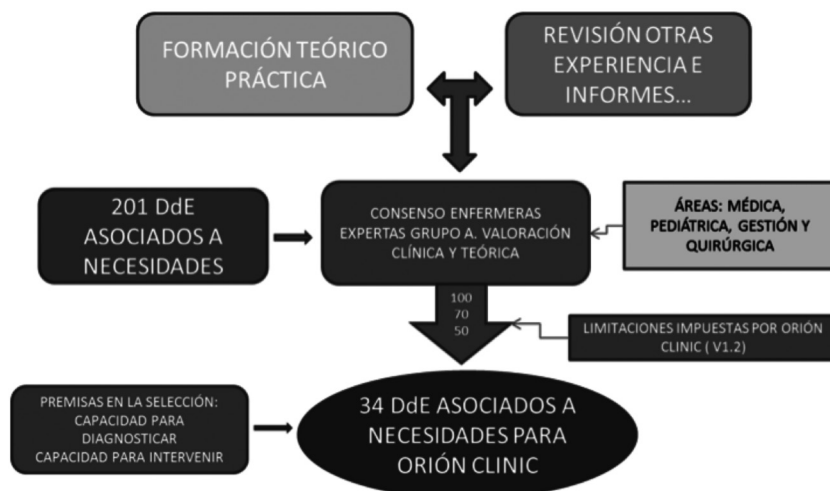 FORMACIÓN TEÓRICO
PRÁCTICA
REVISIÓN OTRAS
EXPERIENCIA E
INFORMES...
201 DdE
ASOCIADOS A
NECESIDADES
CONSENSO ENFERMERAS
EXPERTAS GRUPO A. VALORACIÓN
CLÍNICA Y TEÓRICA
ÁREAS: MÉDICA,
PEDIÁTRICA, GESTIÓN Y
QUIRÚRGICA
100
70
50
LIMITACIONES IMPUESTAS POR ORIÓN
CLINIC ( V1.2)
PREMISAS EN LA SELECCIÓN:
CAPACIDAD PARA
DIAGNOSTICAR
CAPACIDAD PARA INTERVENIR
34 DdE ASOCIADOS A
NECESIDADES PARA
ORIÓN CLINIC